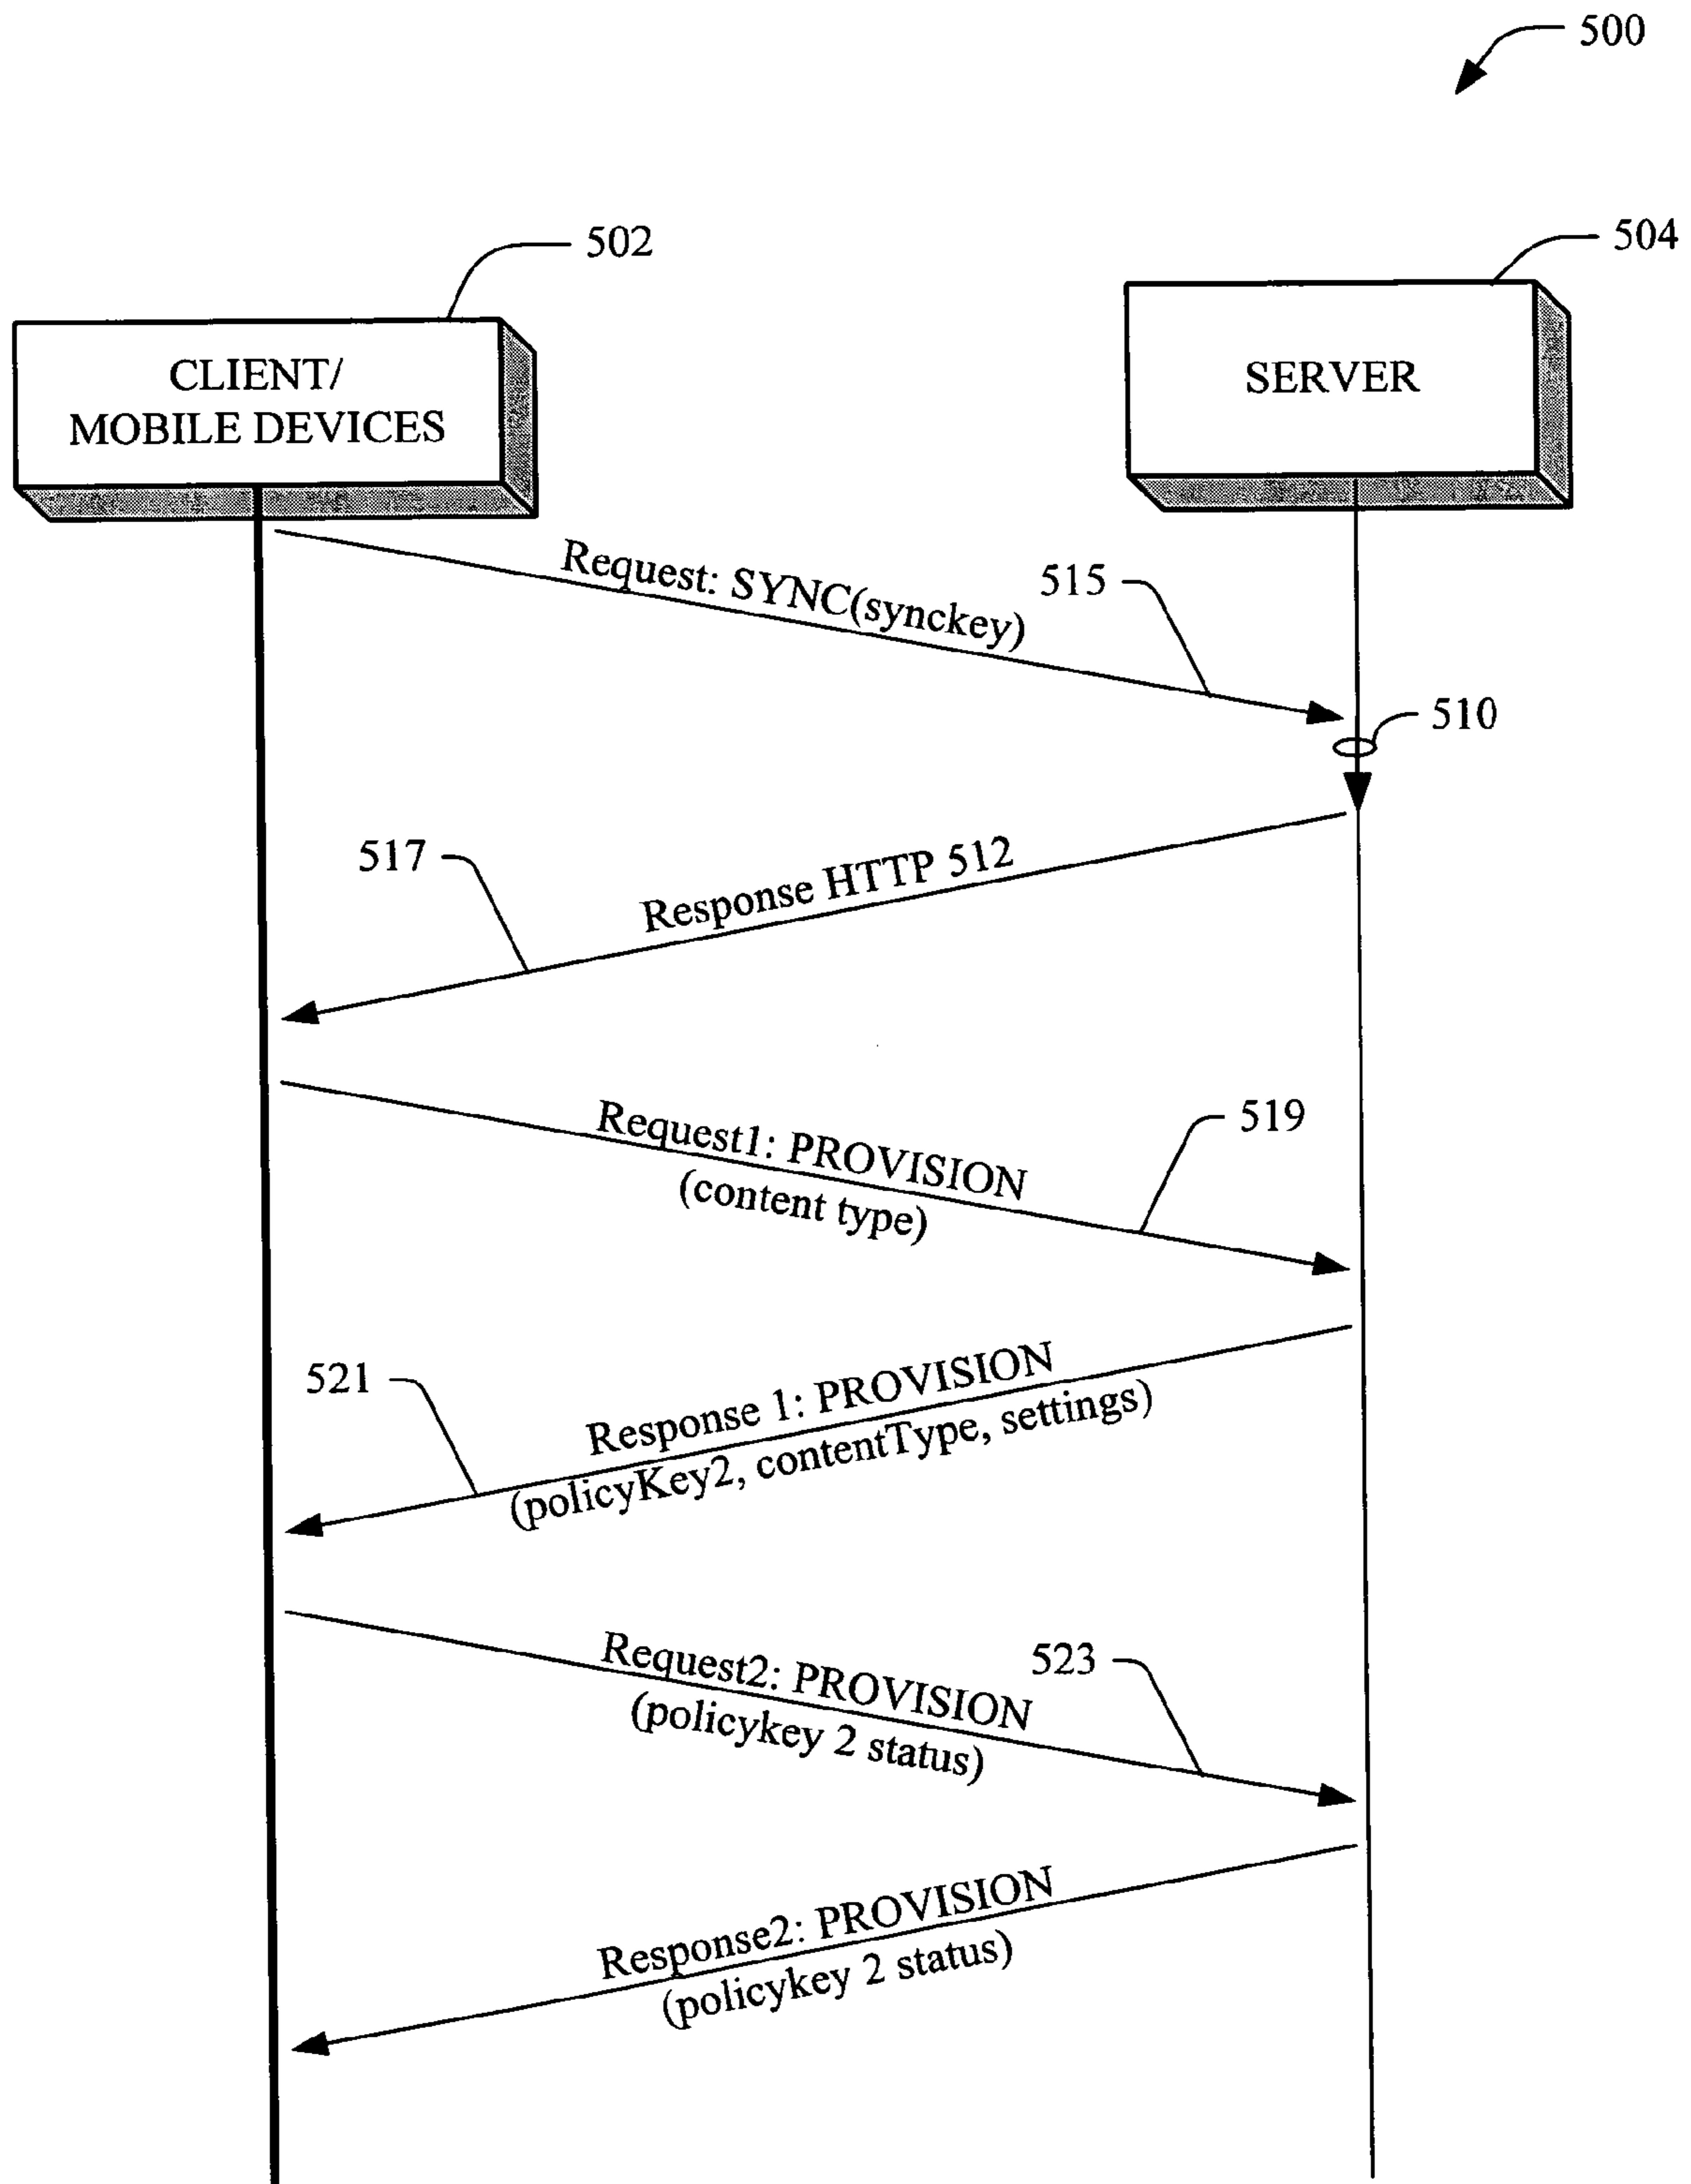 500
502
504
CLIENT/
MOBILE DEVICES
SERVER
Request: SYNC(synckey)
515
510
517
Response HTTP 512
Request1: PROVISION
(content type)
519
521
Response 1: PROVISION
(policyKey2, contentType, settings)
Request2: PROVISION
(policykey 2 status)
523
Response2: PROVISION
(policykey 2 status)